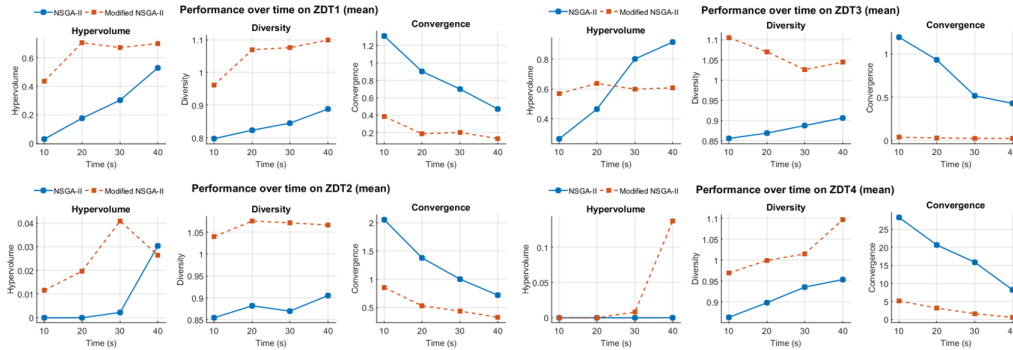 Performance over time on ZDT1 (mean)
NSGA-II Modified NSGA-II
Hypervolume
Hypervolume
0.6
0.4
0.2
0
10 20 30 40
Time (s)
Diversity
Diversity
1.1
1
0.9
0.8
10 20 30 40
Time (s)
Convergence
Convergence
1.2
1
0.8
0.6
0.4
0.2
10 20 30 40
Time (s)
Performance over time on ZDT3 (mean)
NSGA-II Modified NSGA-II
Hypervolume
Hypervolume
0.8
0.6
0.4
10 20 30 40
Time (s)
Diversity
Diversity
1.1
1.05
1
0.95
0.9
0.85
10 20 30 40
Time (s)
Convergence
Convergence
1
0.5
0
10 20 30 40
Time (s)
Performance over time on ZDT2 (mean)
NSGA-II Modified NSGA-II
Hypervolume
Hypervolume
0.04
0.03
0.02
0.01
0
10 20 30 40
Time (s)
Diversity
Diversity
1.05
1
0.95
0.9
0.85
10 20 30 40
Time (s)
Convergence
Convergence
2
1.5
1
0.5
10 20 30 40
Time (s)
Performance over time on ZDT4 (mean)
NSGA-II Modified NSGA-II
Hypervolume
Hypervolume
0.1
0.05
0
10 20 30 40
Time (s)
Diversity
Diversity
1.1
1.05
1
0.95
0.9
10 20 30 40
Time (s)
Convergence
Convergence
25
20
15
10
5
0
10 20 30 40
Time (s)